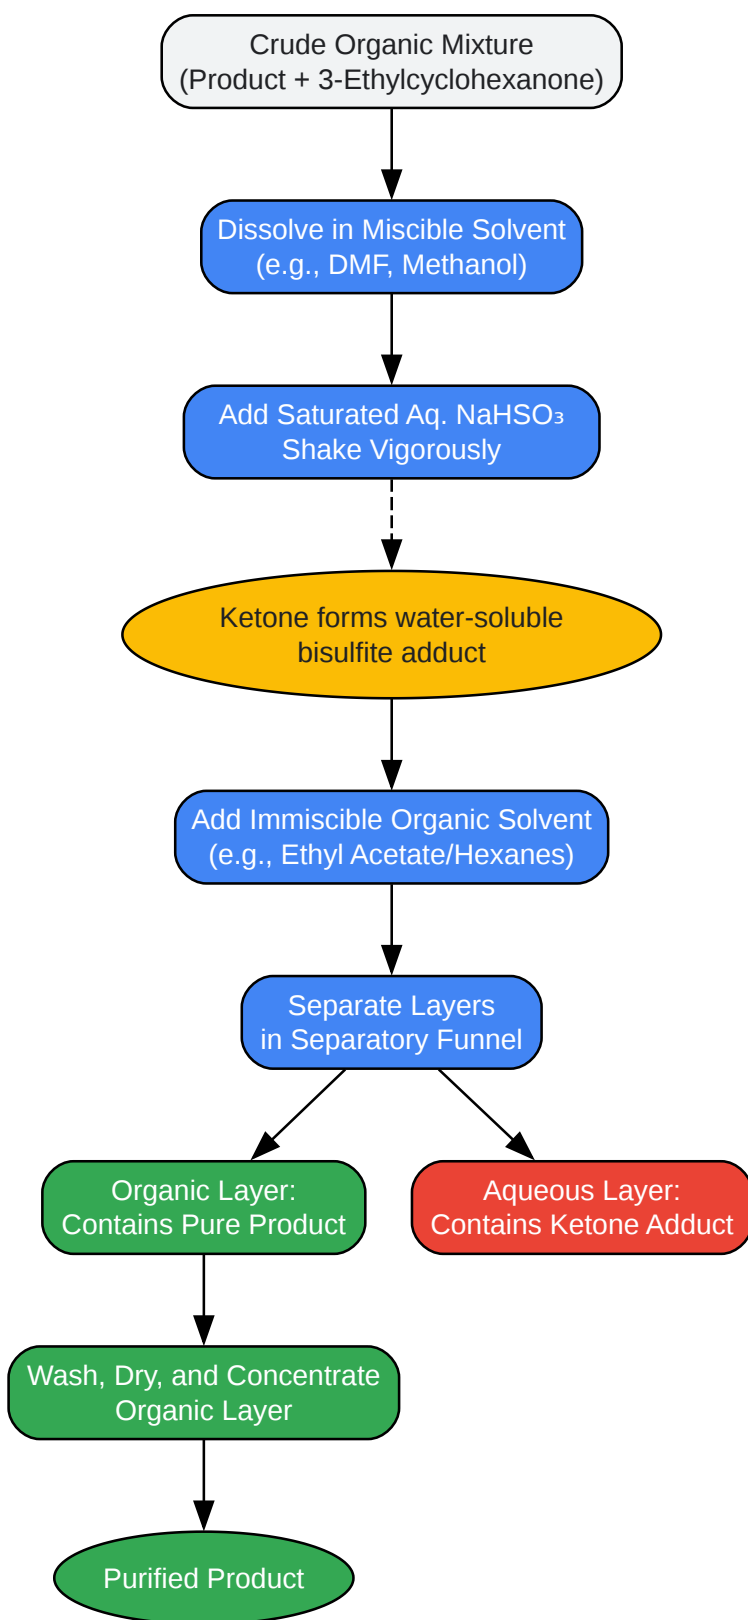 Crude Organic Mixture
(Product + 3-Ethylcyclohexanone)
Dissolve in Miscible Solvent
(e.g., DMF, Methanol)
Add Saturated Aq. NaHSO₃
Shake Vigorously
Ketone forms water-soluble
bisulfite adduct
Add Immiscible Organic Solvent
(e.g., Ethyl Acetate/Hexanes)
Separate Layers
in Separatory Funnel
Organic Layer:
Contains Pure Product
Aqueous Layer:
Contains Ketone Adduct
Wash, Dry, and Concentrate
Organic Layer
Purified Product